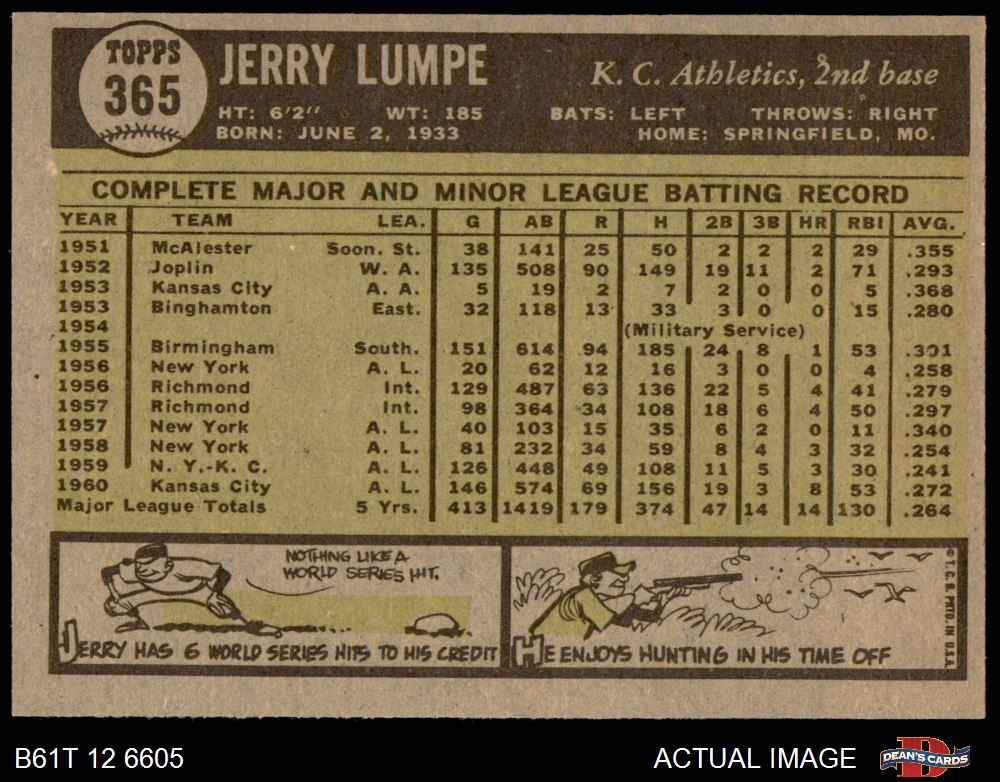 TOPPS
365
JERRY LUMPE
K. C. Athletics, 2nd base
HT: 6'2" WT: 185 BATS: LEFT THROWS: RIGHT
BORN: JUNE 2, 1933 HOME: SPRINGFIELD, MO.
COMPLETE MAJOR AND MINOR LEAGUE BATTING RECORD
YEAR TEAM LEA. G AB R H 2B 3B HR RBI AVG.
1951 McAlester Soon. St. 38 141 25 50 2 2 2 29 .355
1952 Joplin W. A. 135 508 90 149 19 11 2 71 .293
1953 Kansas City A. A. 5 19 2 7 2 0 0 5 .368
1953 Binghamton East. 32 118 13 33 3 0 0 15 .280
1954 (Military Service)
1955 Birmingham South. 151 614 94 185 24 8 1 53 .301
1956 New York A. L. 20 62 12 16 3 0 0 4 .258
1956 Richmond Int. 129 487 63 136 22 5 4 41 .279
1957 Richmond Int. 98 364 34 108 18 6 4 50 .297
1957 New York A. L. 40 103 15 35 6 2 0 11 .340
1958 New York A. L. 81 232 34 59 8 4 3 32 .254
1959 N. Y.-K. C. A. L. 126 448 49 108 11 5 3 30 .241
1960 Kansas City A. L. 146 574 69 156 19 3 8 53 .272
Major League Totals 5 Yrs. 413 1419 179 374 47 14 14 130 .264
NOTHING LIKE A
WORLD SERIES HIT.
JERRY HAS 6 WORLD SERIES HITS TO HIS CREDIT
HE ENJOYS HUNTING IN HIS TIME OFF
© T. C. G. PRTD. IN U.S.A.
B61T 12 6605
ACTUAL IMAGE
DEAN'S CARDS